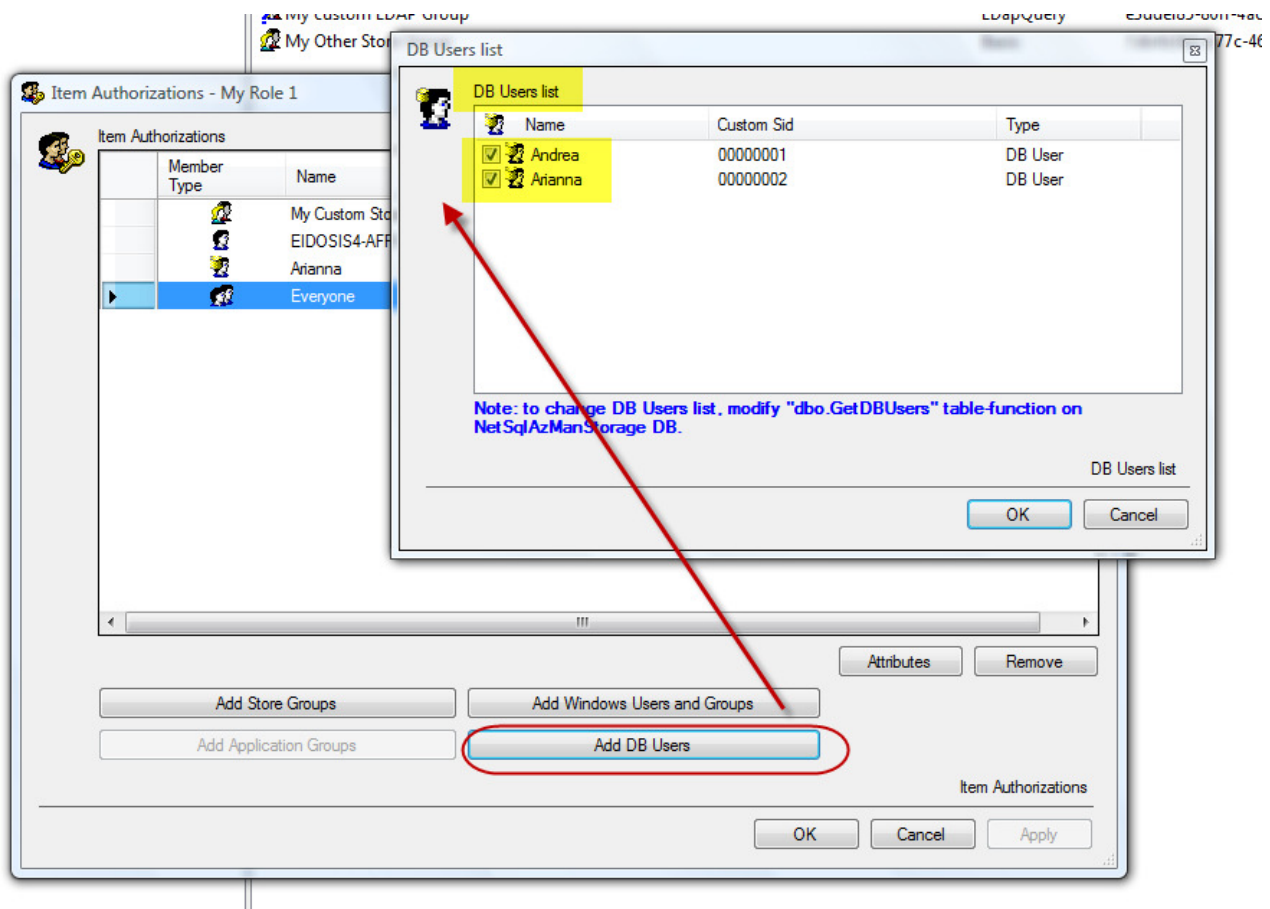 My custom LDAP Group LDapQuery
My Other Stor 77c-46
DB Users list
DB Users list
Name Custom Sid Type
Andrea 00000001 DB User
Arianna 00000002 DB User
Note: to change DB Users list, modify "dbo.GetDBUsers" table-function on
NetSqlAzManStorage DB.
DB Users list
OK Cancel
Item Authorizations - My Role 1
Item Authorizations
Member
Type
Name
My Custom Sto
EIDOSIS4-AFR
Arianna
Everyone
Attributes Remove
Add Store Groups Add Windows Users and Groups
Add Application Groups Add DB Users
Item Authorizations
OK Cancel Apply